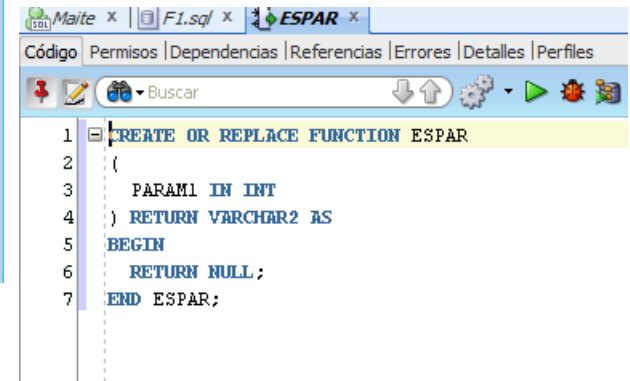 Maite x F1.sql x ESPAR x
Código Permisos |Dependencias |Referencias |Errores |Detalles |Perfiles
Buscar
1 CREATE OR REPLACE FUNCTION ESPAR
2 (
3 PARAM1 IN INT
4 ) RETURN VARCHAR2 AS
5 BEGIN
6 RETURN NULL;
7 END ESPAR;